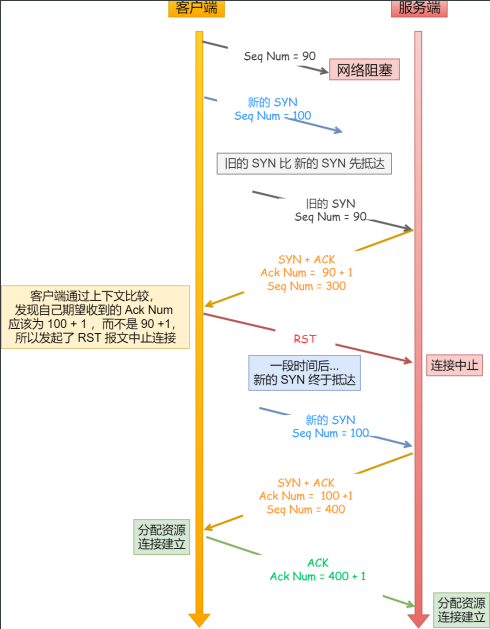 客户端
服务端
Seq Num = 90
网络阻塞
新的 SYN
Seq Num = 100
旧的 SYN 比 新的 SYN 先抵达
旧的 SYN
Seq Num = 90
SYN + ACK
Ack Num = 90 + 1
Seq Num = 300
客户端通过上下文比较，
发现自己期望收到的 Ack Num
应该为 100 + 1 ，而不是 90 +1，
所以发起了 RST 报文中止连接
RST
连接中止
一段时间后...
新的 SYN 终于抵达
新的 SYN
Seq Num = 100
SYN + ACK
Ack Num = 100 +1
Seq Num = 400
分配资源
连接建立
ACK
Ack Num = 400 + 1
分配资源
连接建立